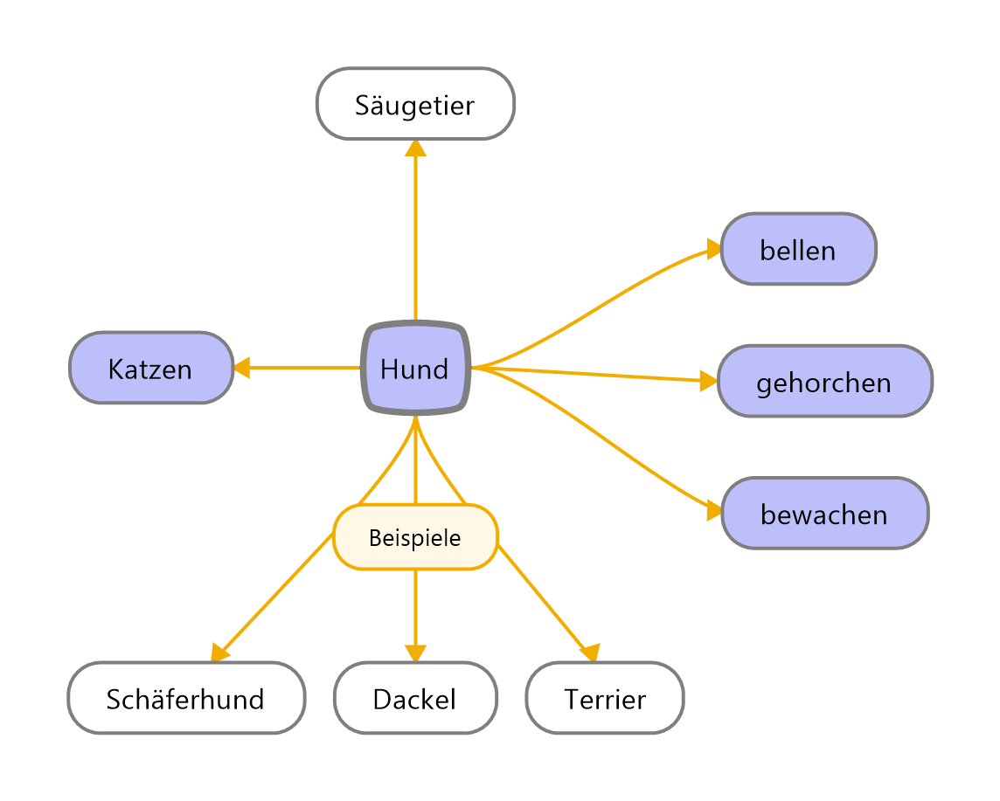 Säugetier
bellen
Katzen
Hund
gehorchen
bewachen
Beispiele
Schäferhund
Dackel
Terrier